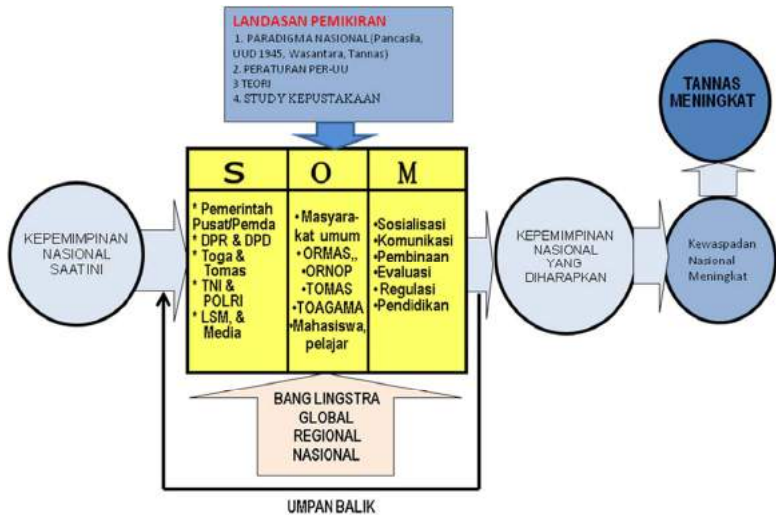 LANDASAN PEMIKIRAN
1. PARADIGMA NASIONAL(Pancasila,
UUD 1945, Wasantara, Tannas)
2. PERATURAN PER-UU
3 TEORI
4. STUDY KEPUSTAKAAN
TANNAS
MENINGKAT
KEPEMIMPINAN
NASIONAL
SAAT INI
S
* Pemerintah
Pusat/Pemda
* DPR & DPD
* Toga &
Tomas
* TNI &
POLRI
* LSM, &
Media
O
•Masyara-
kat umum
•ORMAS,,
•ORNOP
•TOMAS
•TOAGAMA
•Mahasiswa,
pelajar
M
•Sosialisasi
•Komunikasi
•Pembinaan
•Evaluasi
•Regulasi
•Pendidikan
KEPEMIMPINAN
NASIONAL
YANG
DIHARAPKAN
Kewaspadan
Nasional
Meningkat
BANG LINGSTRA
GLOBAL
REGIONAL
NASIONAL
UMPAN BALIK